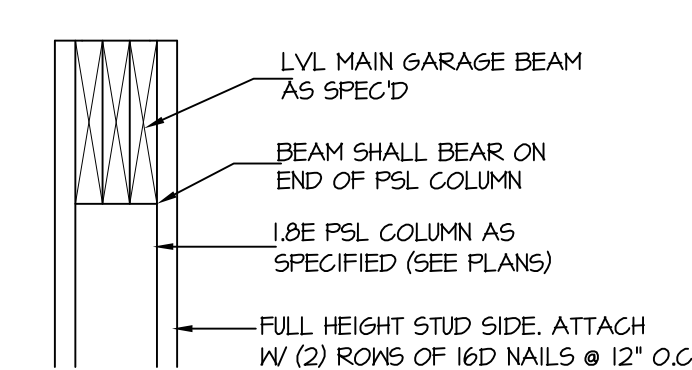 LVL MAIN GARAGE BEAM
AS SPEC'D
BEAM SHALL BEAR ON
END OF PSL COLUMN
1.8E PSL COLUMN AS
SPECIFIED (SEE PLANS)
FULL HEIGHT STUD SIDE. ATTACH
W/ (2) ROWS OF 16D NAILS @ 12" O.C